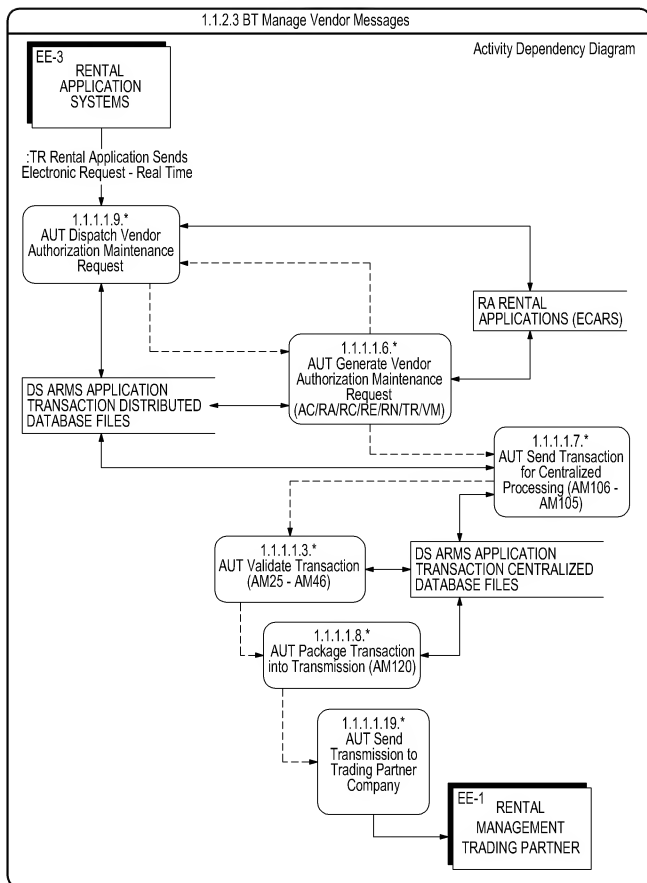 1.1.2.3 BT Manage Vendor Messages
Activity Dependency Diagram
EE-3
RENTAL
APPLICATION
SYSTEMS
:TR Rental Application Sends
Electronic Request - Real Time
1.1.1.1.9.*
AUT Dispatch Vendor
Authorization Maintenance
Request
RA RENTAL
APPLICATIONS (ECARS)
1.1.1.1.6.*
AUT Generate Vendor
Authorization Maintenance
Request
(AC/RA/RC/RE/RN/TR/VM)
DS ARMS APPLICATION
TRANSACTION DISTRIBUTED
DATABASE FILES
1.1.1.1.7.*
AUT Send Transaction
for Centralized
Processing (AM106 -
AM105)
1.1.1.1.3.*
AUT Validate Transaction
(AM25 - AM46)
DS ARMS APPLICATION
TRANSACTION CENTRALIZED
DATABASE FILES
1.1.1.1.8.*
AUT Package Transaction
into Transmission (AM120)
1.1.1.1.19.*
AUT Send
Transmission to
Trading Partner
Company
EE-1
RENTAL
MANAGEMENT
TRADING PARTNER